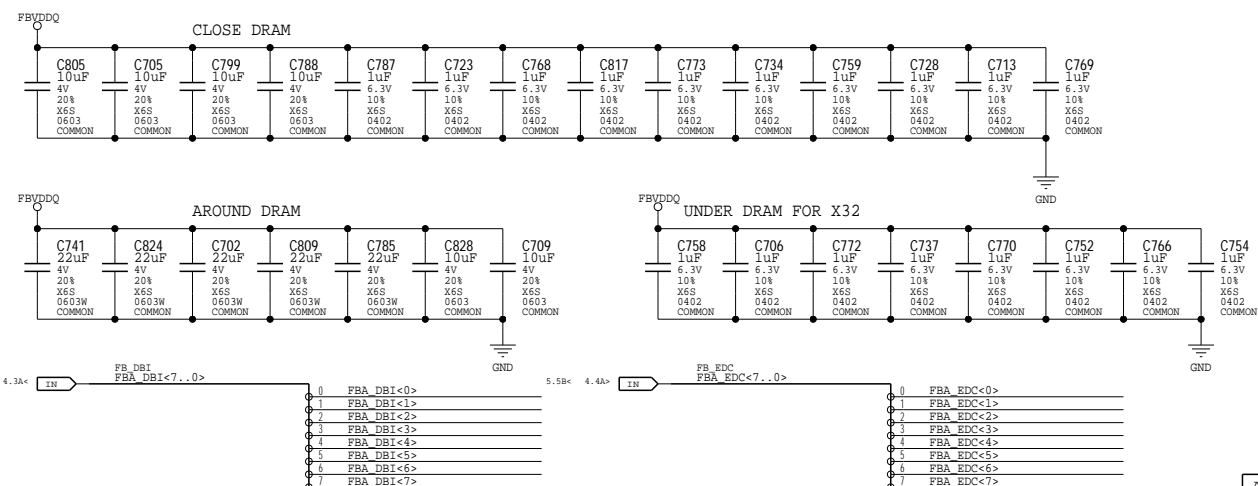 FBVDDQ
CLOSE DRAM
C805 C705 C799 C788 C787 C723 C768 C817 C773 C734 C759 C728 C713 C769
10uF 10uF 10uF 10uF 1uF 1uF 1uF 1uF 1uF 1uF 1uF 1uF 1uF 1uF
4V 4V 4V 4V 6.3V 6.3V 6.3V 6.3V 6.3V 6.3V 6.3V 6.3V 6.3V 6.3V
20% 20% 20% 20% 10% 10% 10% 10% 10% 10% 10% 10% 10% 10%
X6S X6S X6S X6S X6S X6S X6S X6S X6S X6S X6S X6S X6S X6S
0603 0603 0603 0603 0402 0402 0402 0402 0402 0402 0402 0402 0402 0402
COMMON COMMON COMMON COMMON COMMON COMMON COMMON COMMON COMMON COMMON COMMON COMMON COMMON COMMON
GND
FBVDDQ
AROUND DRAM
C741 C824 C702 C809 C785 C828 C709
22uF 22uF 22uF 22uF 22uF 10uF 10uF
4V 4V 4V 4V 4V 4V 4V
20% 20% 20% 20% 20% 20% 20%
X6S X6S X6S X6S X6S X6S X6S
0603W 0603W 0603W 0603W 0603W 0603 0603
COMMON COMMON COMMON COMMON COMMON COMMON COMMON
GND
FBVDDQ
UNDER DRAM FOR X32
C758 C706 C772 C737 C770 C752 C766 C754
1uF 1uF 1uF 1uF 1uF 1uF 1uF 1uF
6.3V 6.3V 6.3V 6.3V 6.3V 6.3V 6.3V 6.3V
10% 10% 10% 10% 10% 10% 10% 10%
X6S X6S X6S X6S X6S X6S X6S X6S
0402 0402 0402 0402 0402 0402 0402 0402
COMMON COMMON COMMON COMMON COMMON COMMON COMMON COMMON
GND
4.3A< IN
FB_DBI
FBA_DBI<7..0>
0 FBA_DBI<0>
1 FBA_DBI<1>
2 FBA_DBI<2>
3 FBA_DBI<3>
4 FBA_DBI<4>
5 FBA_DBI<5>
6 FBA_DBI<6>
7 FBA_DBI<7>
5.5B< 4.4A> IN
FB_EDC
FBA_EDC<7..0>
0 FBA_EDC<0>
1 FBA_EDC<1>
2 FBA_EDC<2>
3 FBA_EDC<3>
4 FBA_EDC<4>
5 FBA_EDC<5>
6 FBA_EDC<6>
7 FBA_EDC<7>